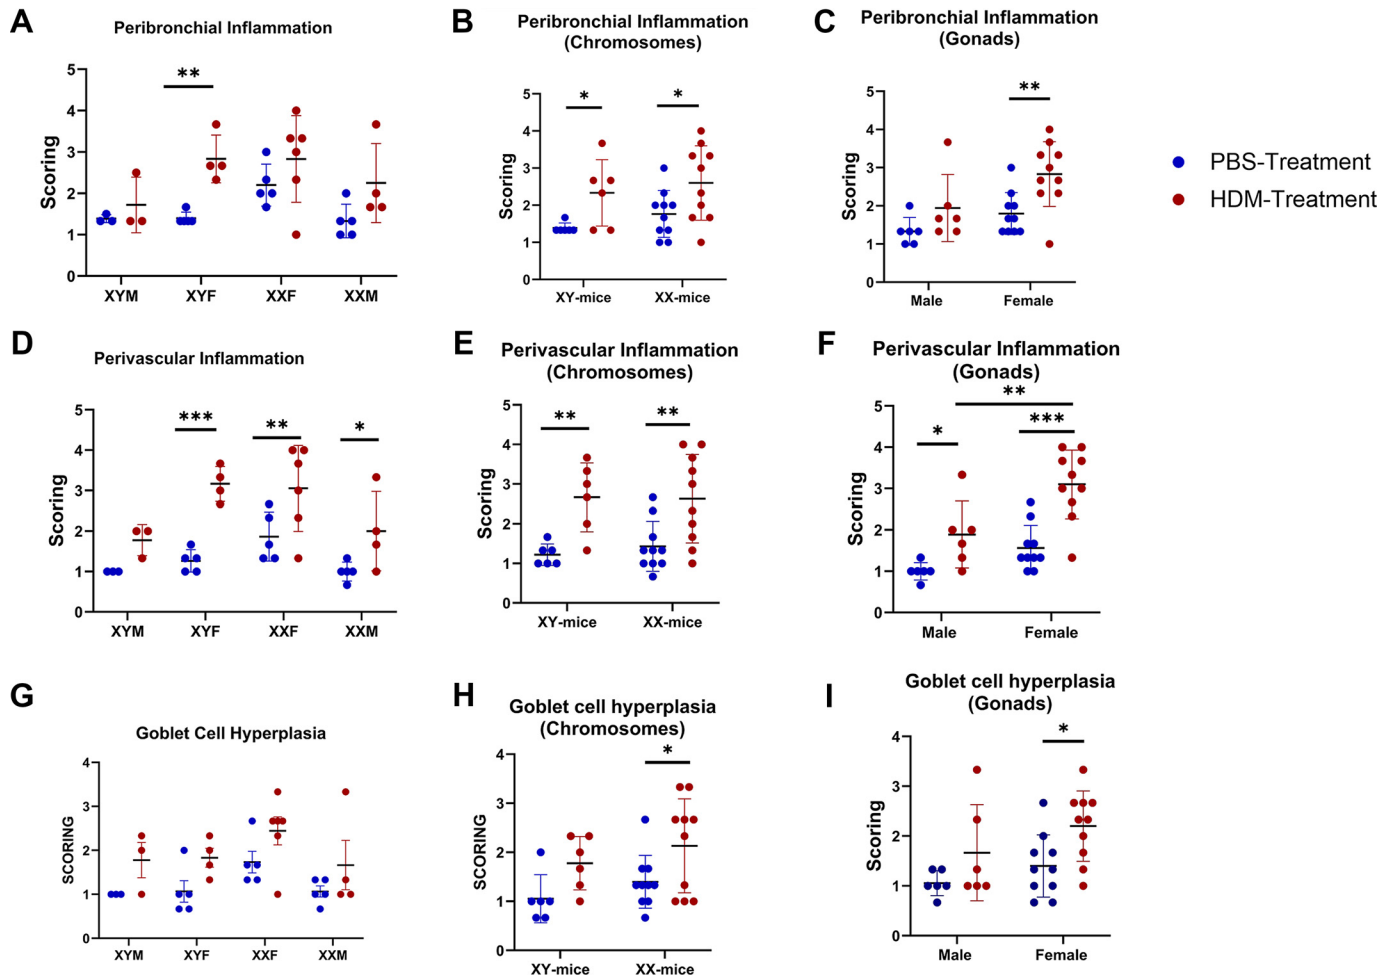 A
Peribronchial Inflammation
Scoring
5
4
3
2
1
0
**
XYM
XYF
XXF
XXM
B
Peribronchial Inflammation
(Chromosomes)
Scoring
5
4
3
2
1
0
*
*
XY-mice
XX-mice
C
Peribronchial Inflammation
(Gonads)
Scoring
5
4
3
2
1
0
**
Male
Female
PBS-Treatment
HDM-Treatment
D
Perivascular Inflammation
Scoring
5
4
3
2
1
0
***
**
*
XYM
XYF
XXF
XXM
E
Perivascular Inflammation
(Chromosomes)
Scoring
5
4
3
2
1
0
**
**
XY-mice
XX-mice
F
Perivascular Inflammation
(Gonads)
Scoring
5
4
3
2
1
0
*
**
***
Male
Female
G
Goblet Cell Hyperplasia
SCORING
4
3
2
1
0
XYM
XYF
XXF
XXM
H
Goblet cell hyperplasia
(Chromosomes)
SCORING
4
3
2
1
0
*
XY-mice
XX-mice
I
Goblet cell hyperplasia
(Gonads)
Scoring
4
3
2
1
0
*
Male
Female